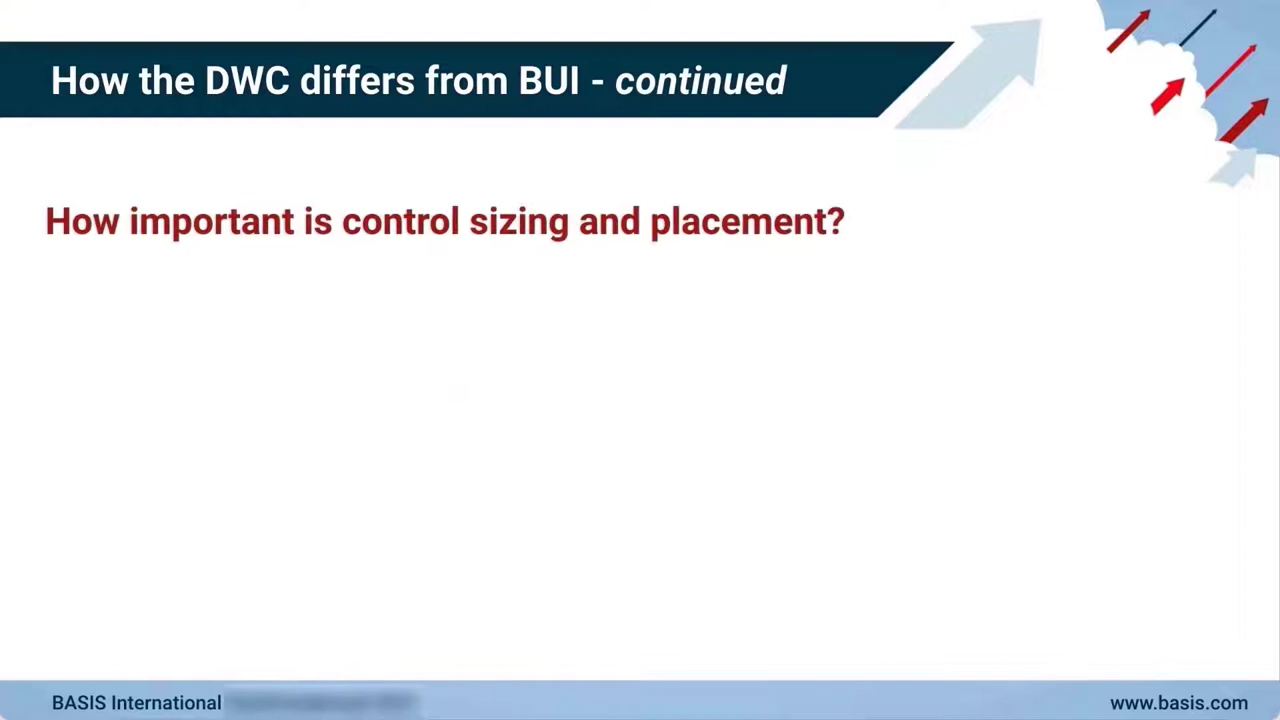 How the DWC differs from BUI - continued
How important is control sizing and placement?
BASIS International
www.basis.com